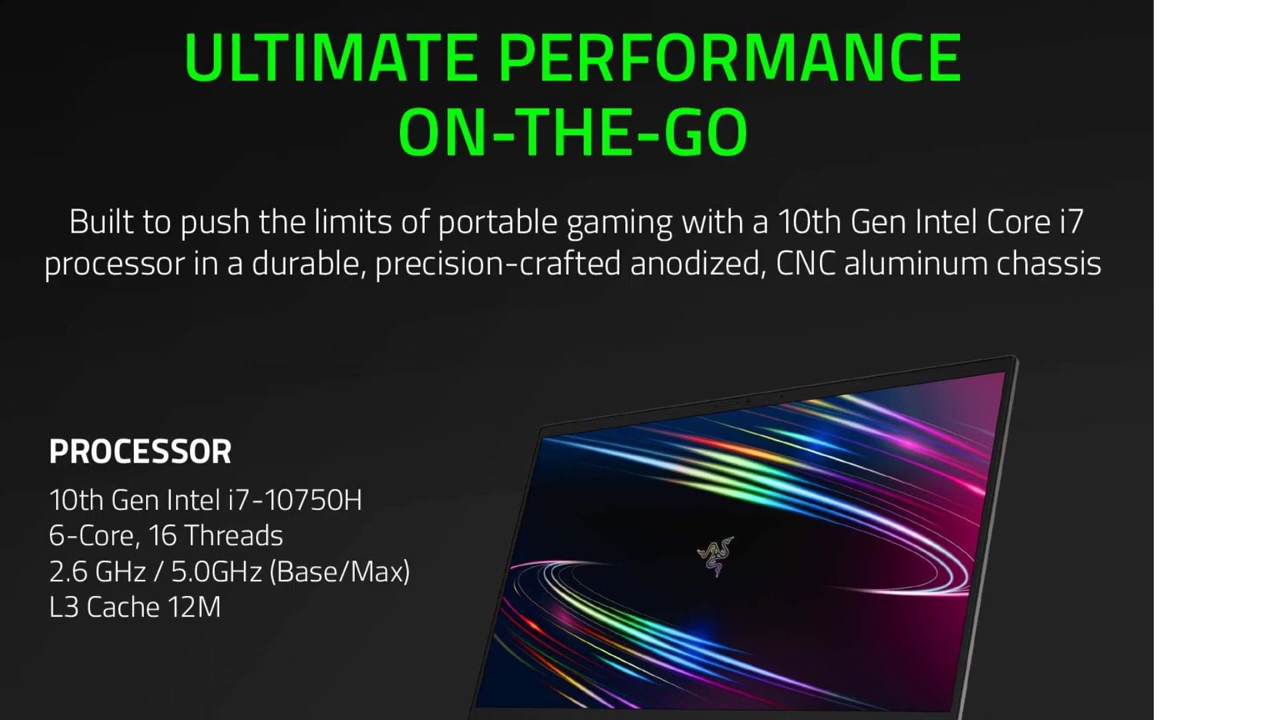 ULTIMATE PERFORMANCE
ON-THE-GO
Built to push the limits of portable gaming with a 10th Gen Intel Core i7
processor in a durable, precision-crafted anodized, CNC aluminum chassis
PROCESSOR
10th Gen Intel i7-10750H
6-Core, 16 Threads
2.6 GHz / 5.0GHz (Base/Max)
L3 Cache 12M